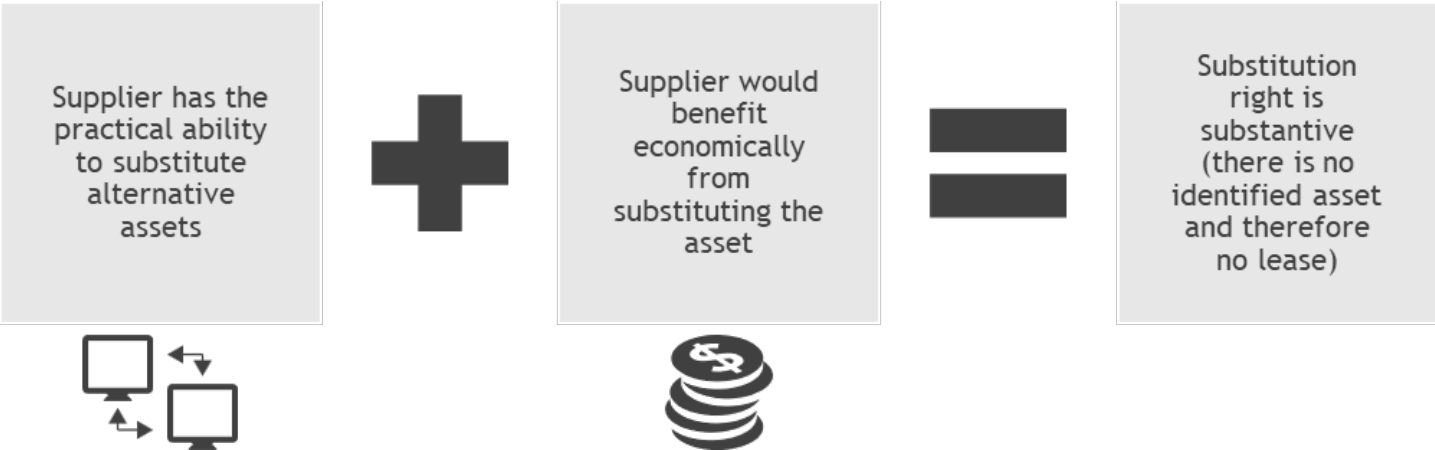 Supplier has the
practical ability
to substitute
alternative
assets
Supplier would
benefit
economically
from
substituting the
asset
Substitution
right is
substantive
(there is no
identified asset
and therefore
no lease)
$